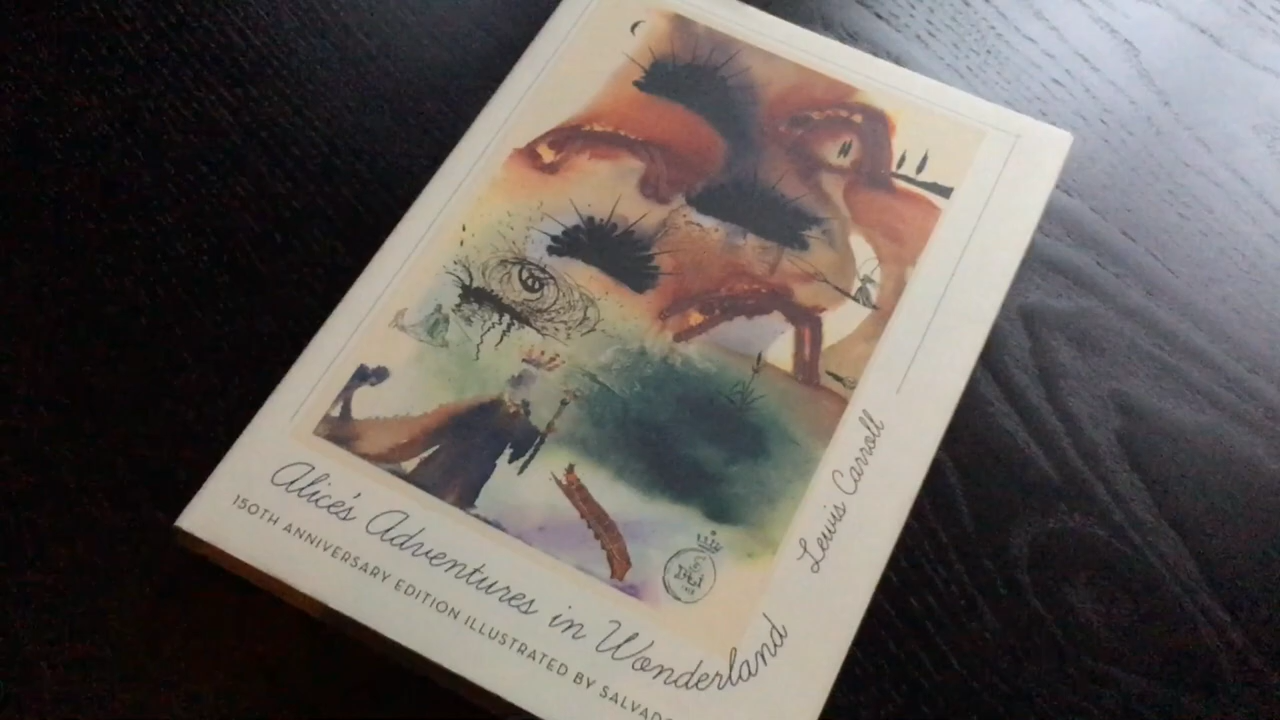 Alice's Adventures in Wonderland
150TH ANNIVERSARY EDITION ILLUSTRATED BY
Lewis Carroll